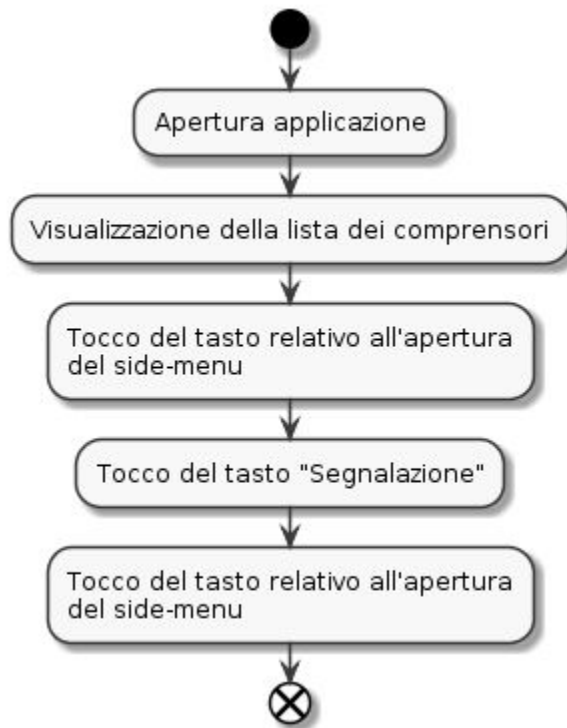 Apertura applicazione
Visualizzazione della lista dei comprensori
Tocco del tasto relativo all'apertura
del side-menu
Tocco del tasto "Segnalazione"
Tocco del tasto relativo all'apertura
del side-menu